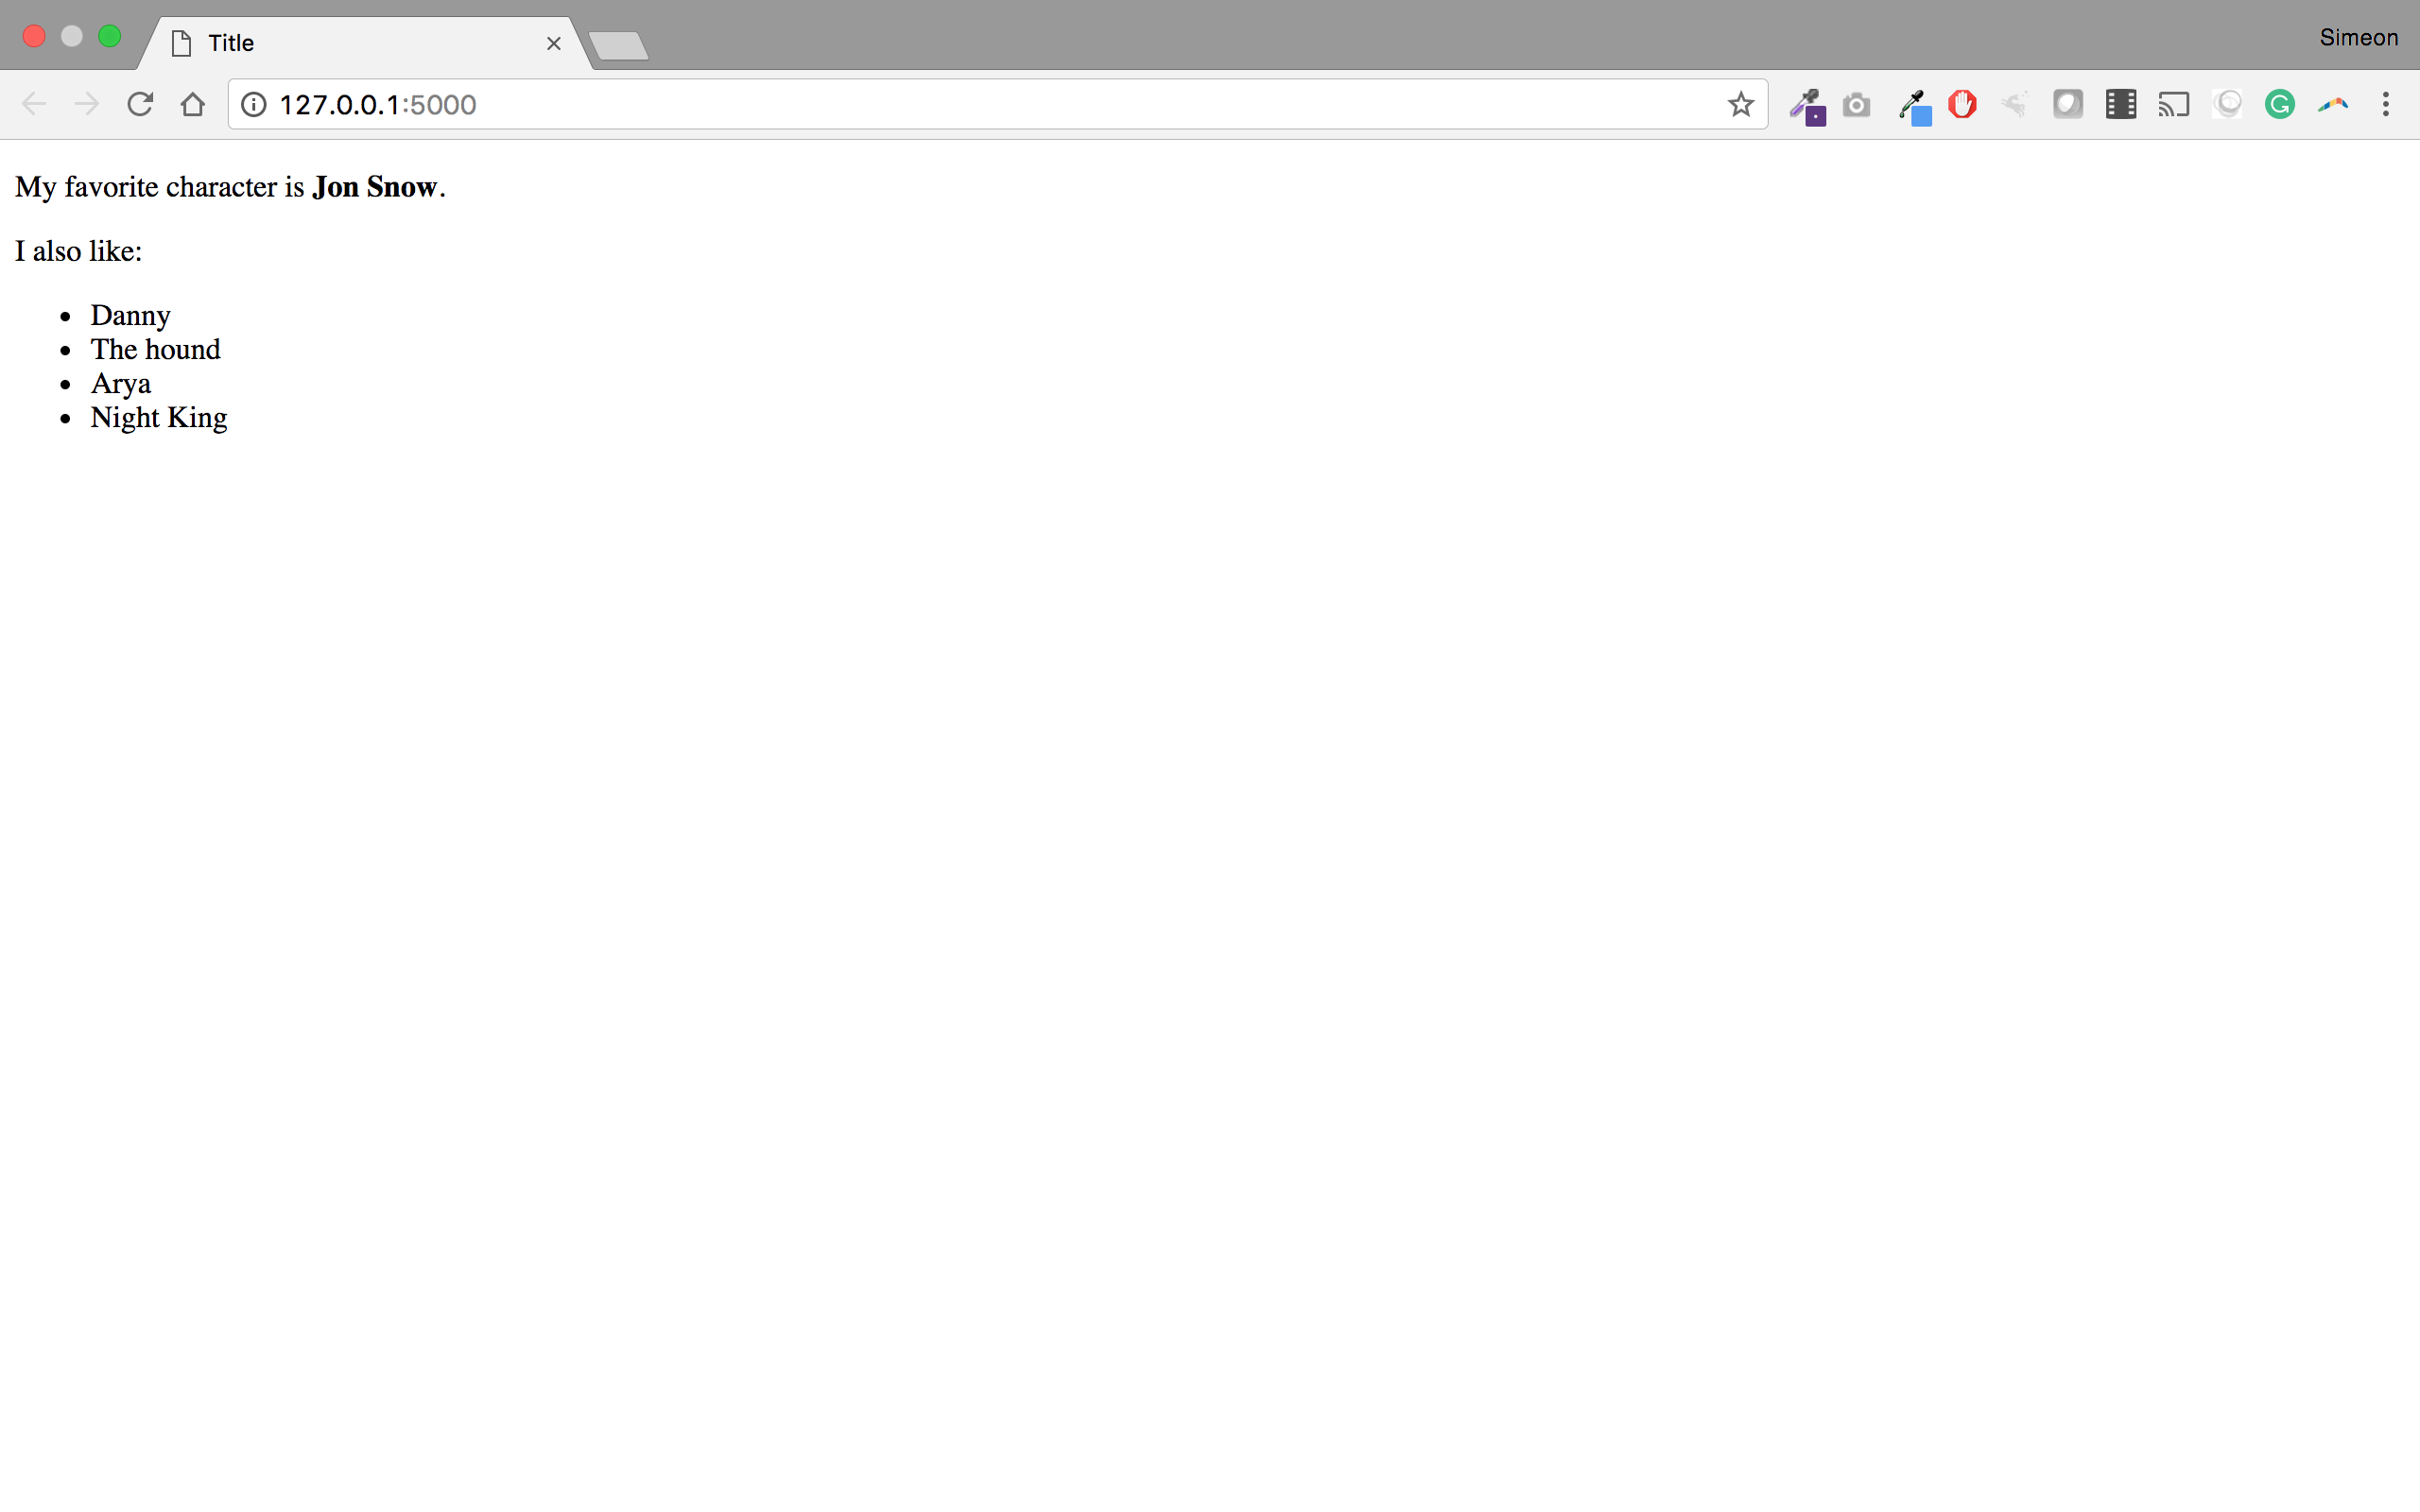 Title
Simeon
127.0.0.1:5000
My favorite character is Jon Snow.
I also like:
Danny
The hound
Arya
Night King